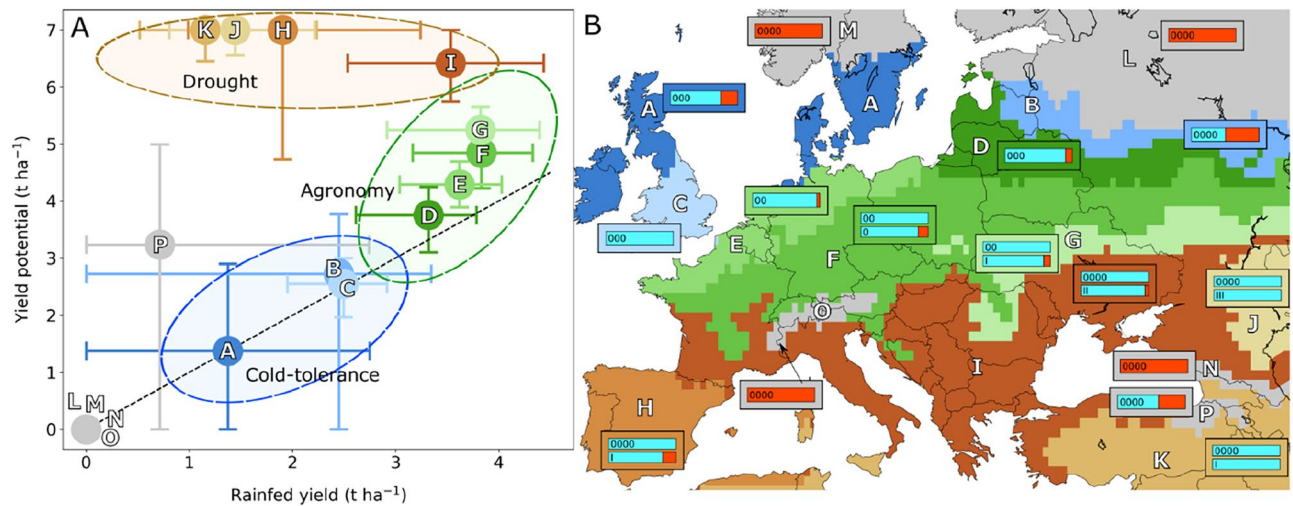 A
Yield potential (t ha⁻¹)
7
6
5
4
3
2
1
0
K J H
I
Drought
G
F
Agronomy
E
D
P
B
C
A
Cold-tolerance
L M
N
O
0 1 2 3 4
Rainfed yield (t ha⁻¹)
B
0000
M
0000
L
A
000
A
B
0000
D
000
C
000
00
E
00
0
F
00
I
G
0000
II
0000
III
J
O
I
0000
N
0000
0000
P
H
0000
I
K
0000
I